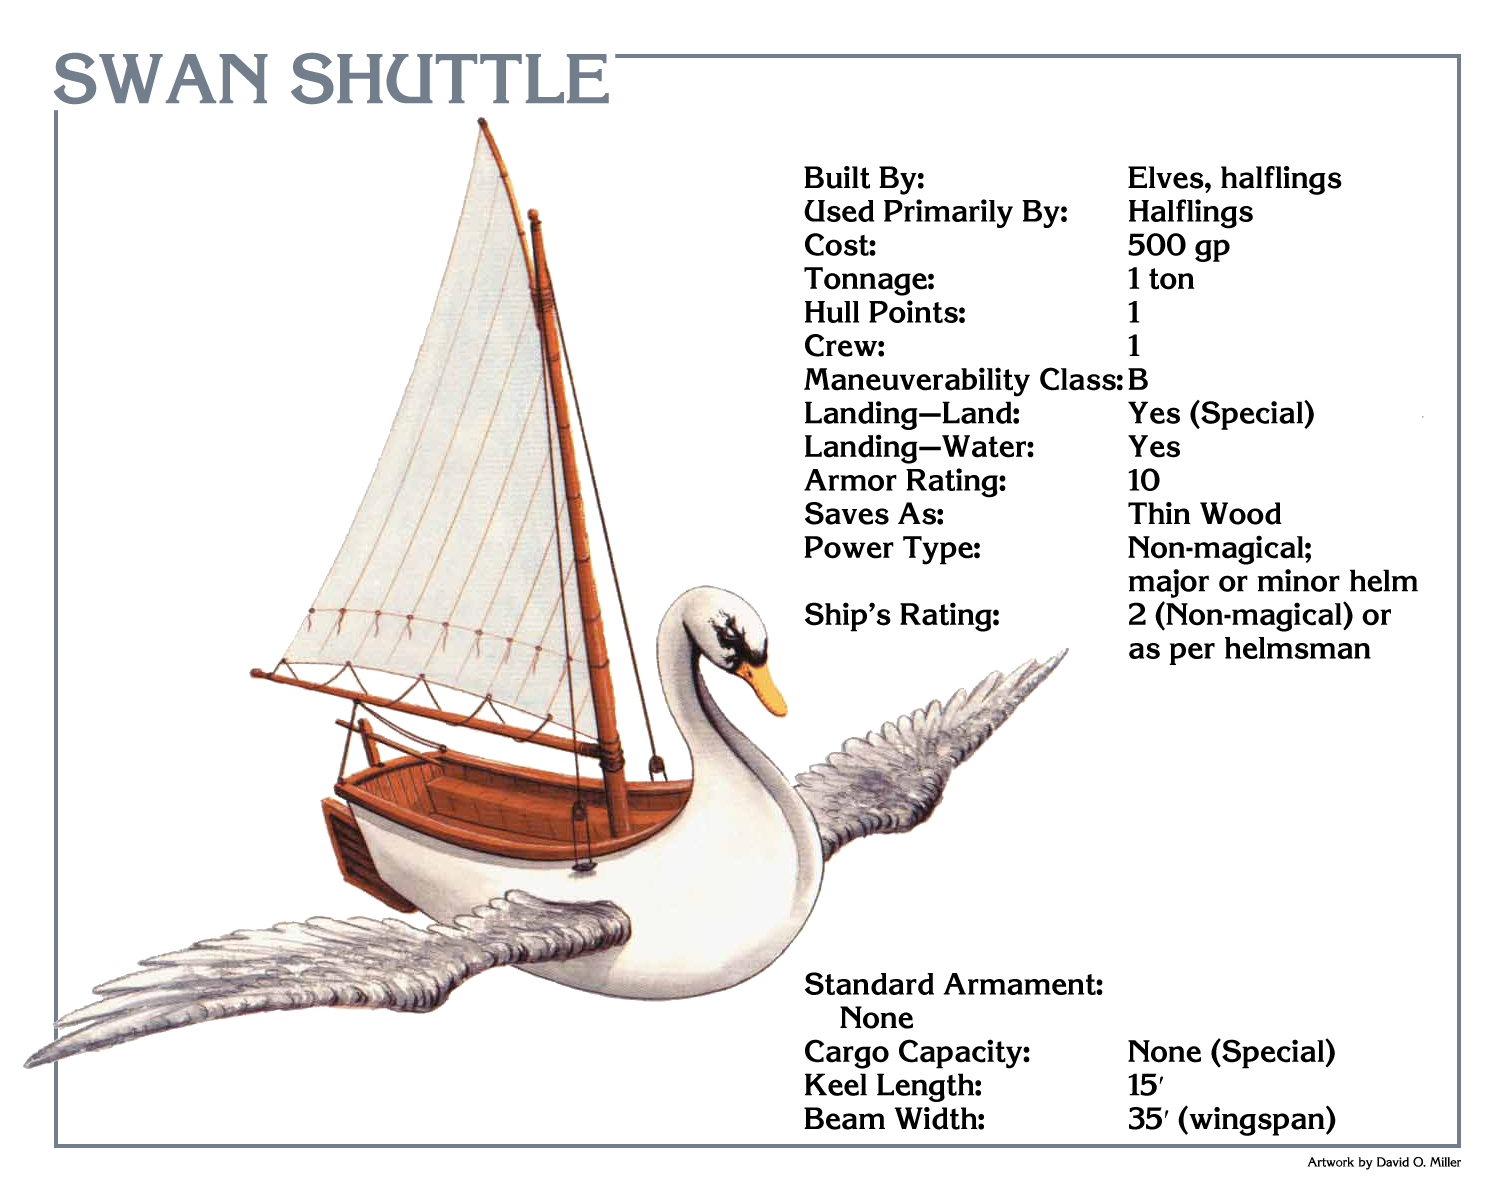 SWAN SHUTTLE
Built By: Elves, halflings
Used Primarily By: Halflings
Cost: 500 gp
Tonnage: 1 ton
Hull Points: 1
Crew: 1
Maneuverability Class: B
Landing—Land: Yes (Special)
Landing—Water: Yes
Armor Rating: 10
Saves As: Thin Wood
Power Type: Non-magical;
major or minor helm
Ship's Rating: 2 (Non-magical) or
as per helmsman
Standard Armament:
None
Cargo Capacity: None (Special)
Keel Length: 15′
Beam Width: 35′ (wingspan)
Artwork by David O. Miller